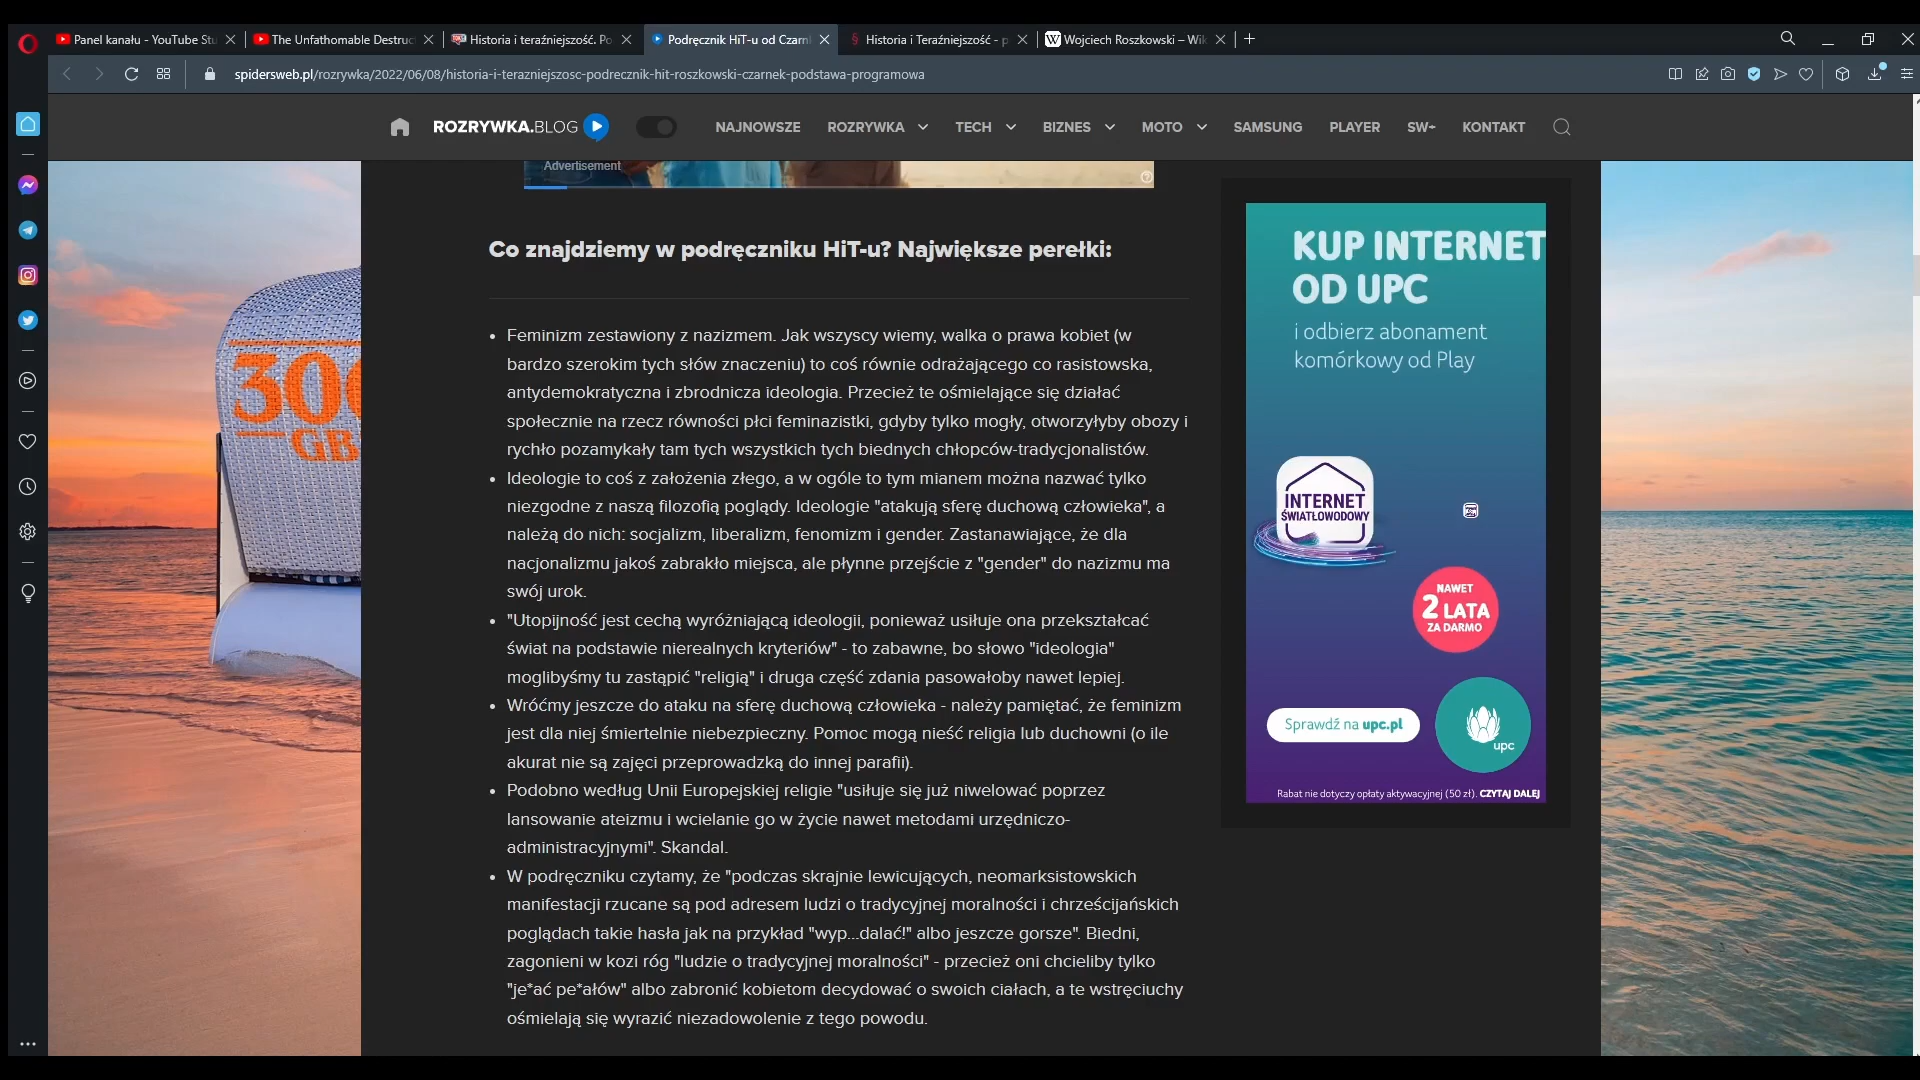 Panel kanału - YouTube Stu
The Unfathomable Destruc
Historia i teraźniejszość. Po
Podręcznik HiT-u od Czarn
Historia i Teraźniejszość - p
Wojciech Roszkowski – Wik
spidersweb.pl/rozrywka/2022/06/08/historia-i-terazniejszosc-podrecznik-hit-roszkowski-czarnek-podstawa-programowa
ROZRYWKA.BLOG
NAJNOWSZE
ROZRYWKA
TECH
BIZNES
MOTO
SAMSUNG
PLAYER
SW+
KONTAKT
Advertisement
300
GB
Co znajdziemy w podręczniku HiT-u? Największe perełki:
Feminizm zestawiony z nazizmem. Jak wszyscy wiemy, walka o prawa kobiet (w
bardzo szerokim tych słów znaczeniu) to coś równie odrażającego co rasistowska,
antydemokratyczna i zbrodnicza ideologia. Przecież te ośmielające się działać
społecznie na rzecz równości płci feminazistki, gdyby tylko mogły, otworzyłyby obozy i
rychło pozamykały tam tych wszystkich tych biednych chłopców-tradycjonalistów.
Ideologie to coś z założenia złego, a w ogóle to tym mianem można nazwać tylko
niezgodne z naszą filozofią poglądy. Ideologie "atakują sferę duchową człowieka", a
należą do nich: socjalizm, liberalizm, fenomizm i gender. Zastanawiające, że dla
nacjonalizmu jakoś zabrakło miejsca, ale płynne przejście z "gender" do nazizmu ma
swój urok.
"Utopijność jest cechą wyróżniającą ideologii, ponieważ usiłuje ona przekształcać
świat na podstawie nierealnych kryteriów" - to zabawne, bo słowo "ideologia"
moglibyśmy tu zastąpić "religią" i druga część zdania pasowałoby nawet lepiej.
Wróćmy jeszcze do ataku na sferę duchową człowieka - należy pamiętać, że feminizm
jest dla niej śmiertelnie niebezpieczny. Pomoc mogą nieść religia lub duchowni (o ile
akurat nie są zajęci przeprowadzką do innej parafii).
Podobno według Unii Europejskiej religie "usiłuje się już niwelować poprzez
lansowanie ateizmu i wcielanie go w życie nawet metodami urzędniczo-
administracyjnymi". Skandal.
W podręczniku czytamy, że "podczas skrajnie lewicujących, neomarksistowskich
manifestacji rzucane są pod adresem ludzi o tradycyjnej moralności i chrześcijańskich
poglądach takie hasła jak na przykład "wyp...dalać!" albo jeszcze gorsze". Biedni,
zagonieni w kozi róg "ludzie o tradycyjnej moralności" - przecież oni chcieliby tylko
"je*ać pe*ałów" albo zabronić kobietom decydować o swoich ciałach, a te wstręciuchy
ośmielają się wyrazić niezadowolenie z tego powodu.
KUP INTERNET
OD UPC
i odbierz abonament
komórkowy od Play
INTERNET
ŚWIATŁOWODOWY
NAWET
2 LATA
ZA DARMO
Sprawdź na upc.pl
upc
Rabat nie dotyczy opłaty aktywacyjnej (50 zł). CZYTAJ DALEJ